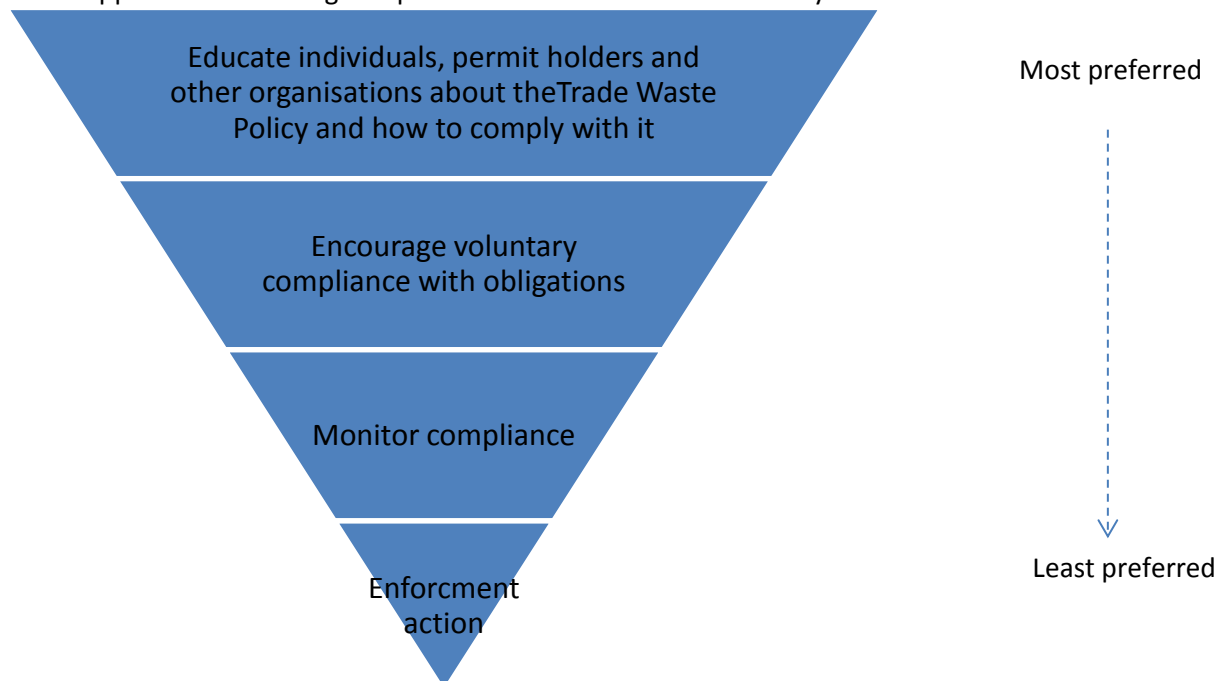 Educate individuals, permit holders and
other organisations about theTrade Waste
Policy and how to comply with it
Most preferred
Encourage voluntary
compliance with obligations
Monitor compliance
Enforcment
action
Least preferred